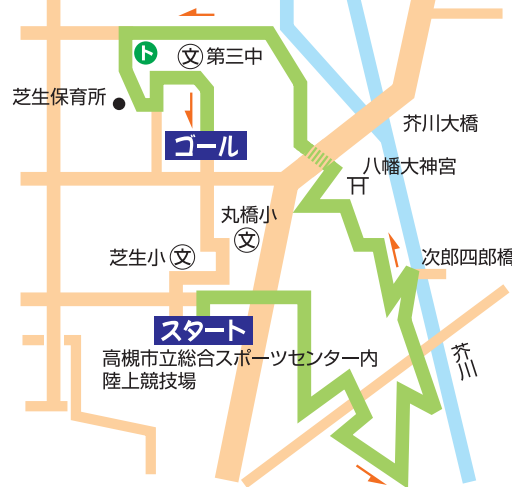 ト
文 第三中
芝生保育所
芥川大橋
ゴール
八幡大神宮
丸橋小
文
芝生小 文
次郎四郎橋
スタート
高槻市立総合スポーツセンター内
陸上競技場
芥川